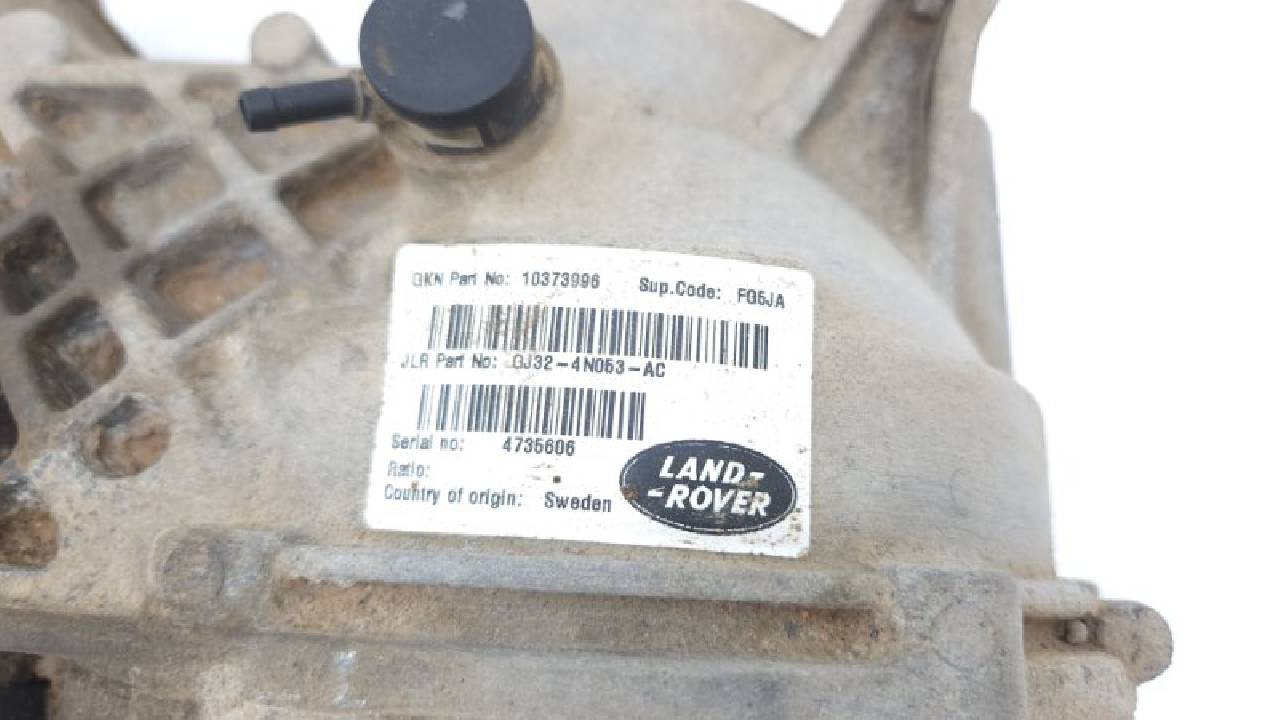 GKN Part No: 10373996 Sup.Code: FQ5JA
JLR Part No: GJ32-4N053-AC
Serial no: 4735606
Ratio:
Country of origin: Sweden
LAND-
-ROVER